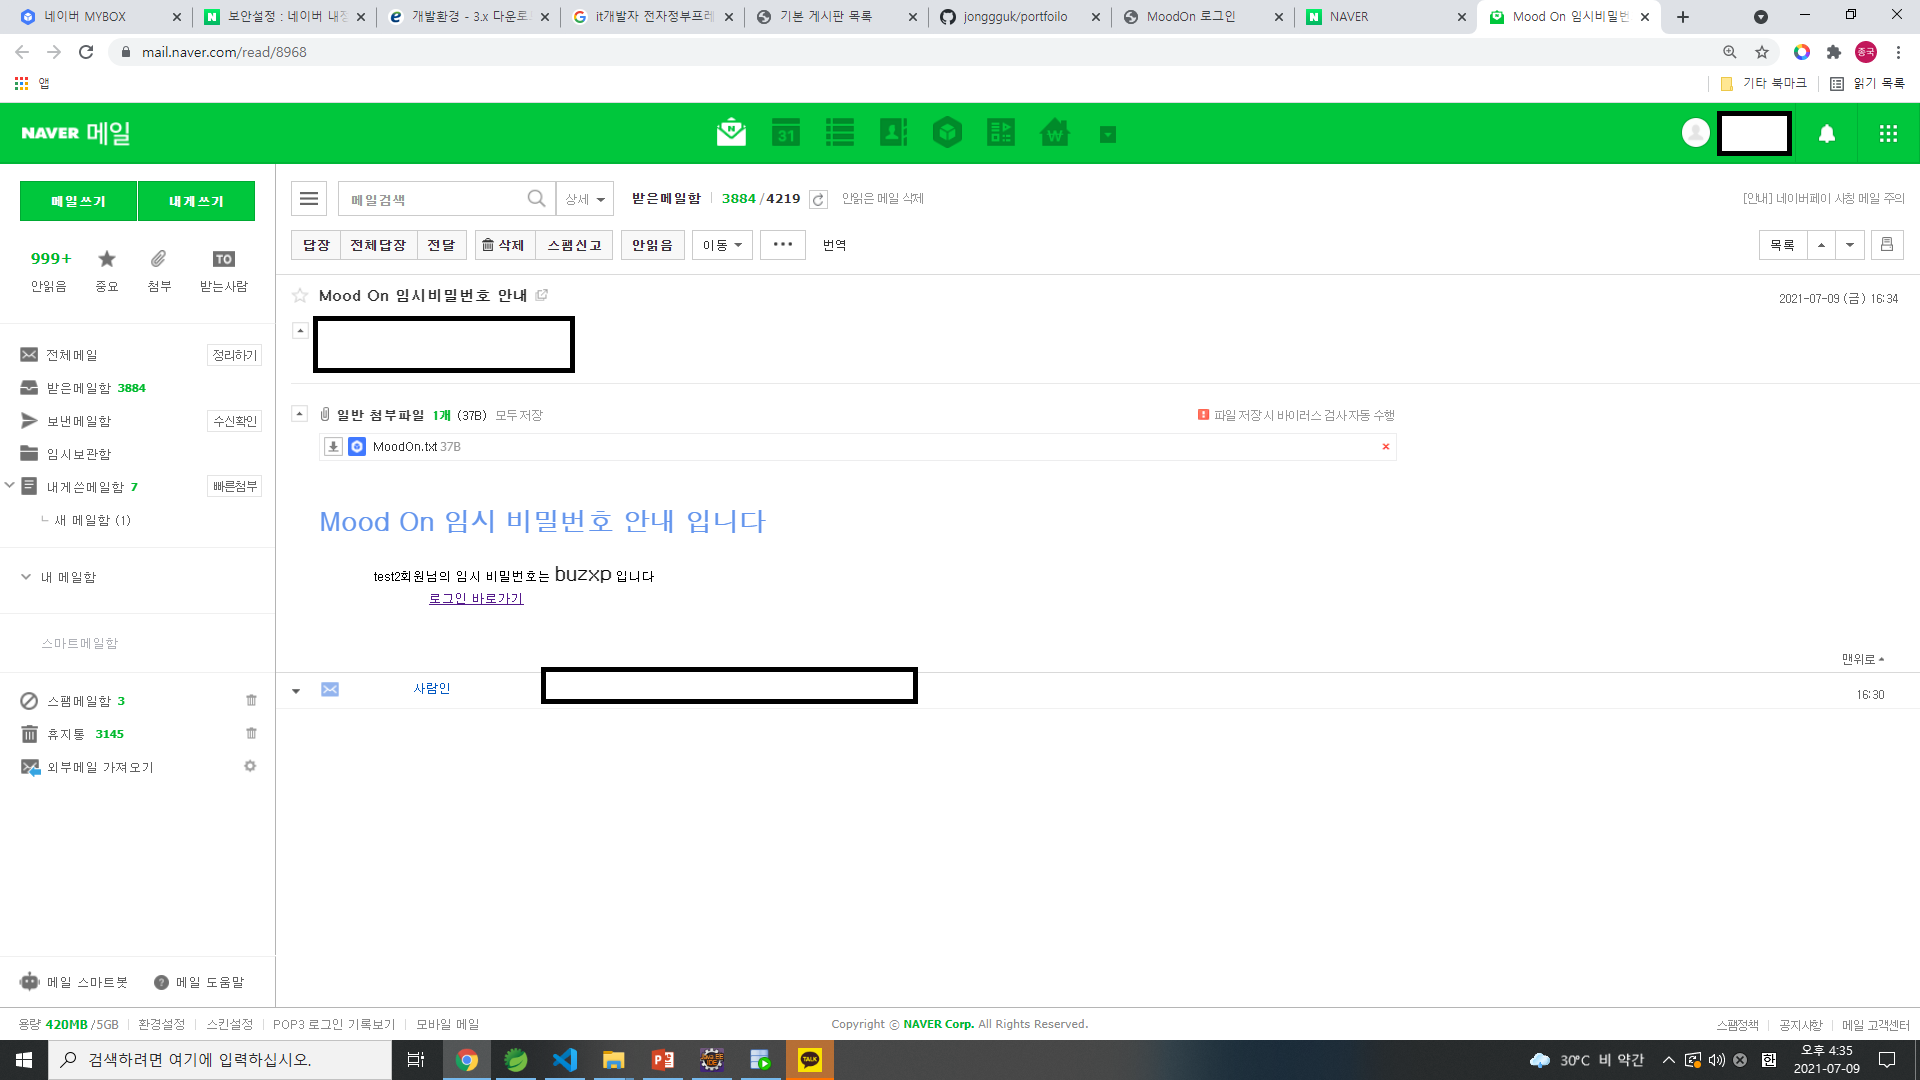 네이버 MYBOX
보안설정 : 네이버 내정
개발환경 - 3.x 다운로
it개발자 전자정부프레
기본 게시판 목록
jonggguk/portfoilo
MoodOn 로그인
NAVER
Mood On 임시비밀번
mail.naver.com/read/8968
종국
앱
기타 북마크
읽기 목록
NAVER 메일
31
메일쓰기
내게쓰기
메일검색
상세
받은메일함
3884/4219
안읽은 메일 삭제
[안내] 네이버페이 사칭 메일 주의
답장
전체답장
전달
삭제
스팸신고
안읽음
이동
번역
목록
999+
안읽음
중요
첨부
TO
받는사람
Mood On 임시비밀번호 안내
2021-07-09 (금) 16:34
전체메일
정리하기
받은메일함 3884
보낸메일함
수신확인
임시보관함
내게쓴메일함 7
빠른첨부
새 메일함 (1)
내 메일함
스마트메일함
스팸메일함 3
휴지통 3145
외부메일 가져오기
일반 첨부파일 1개 (37B) 모두저장
파일 저장 시 바이러스 검사 자동 수행
MoodOn.txt 37B
Mood On 임시 비밀번호 안내 입니다
test2회원님의 임시 비밀번호는 buzxp 입니다
로그인 바로가기
맨위로
사람인
16:30
메일 스마트봇
메일 도움말
용량 420MB/5GB
환경설정
스킨설정
POP3 로그인 기록보기
모바일 메일
Copyright ⓒ NAVER Corp. All Rights Reserved.
스팸정책
공지사항
메일 고객센터
검색하려면 여기에 입력하십시오.
TALK
30°C 비 약간
한
오후 4:35
2021-07-09